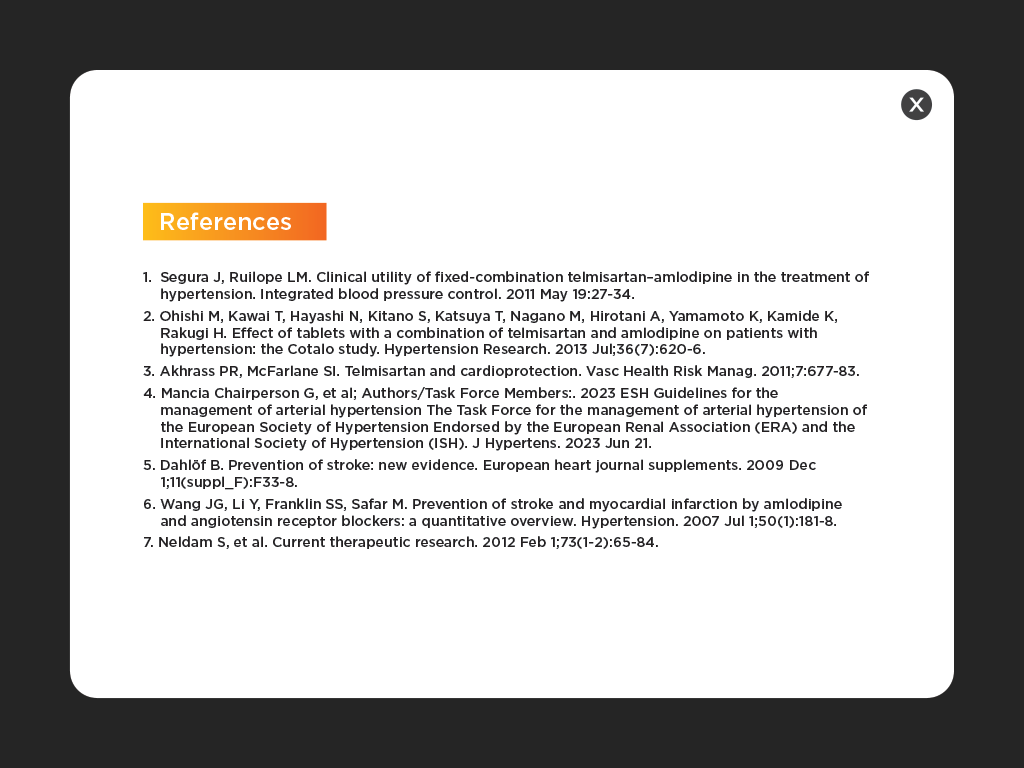 X
References
1. Segura J, Ruilope LM. Clinical utility of fixed-combination telmisartan–amlodipine in the treatment of
hypertension. Integrated blood pressure control. 2011 May 19:27-34.
2. Ohishi M, Kawai T, Hayashi N, Kitano S, Katsuya T, Nagano M, Hirotani A, Yamamoto K, Kamide K,
Rakugi H. Effect of tablets with a combination of telmisartan and amlodipine on patients with
hypertension: the Cotalo study. Hypertension Research. 2013 Jul;36(7):620-6.
3. Akhrass PR, McFarlane SI. Telmisartan and cardioprotection. Vasc Health Risk Manag. 2011;7:677-83.
4. Mancia Chairperson G, et al; Authors/Task Force Members:. 2023 ESH Guidelines for the
management of arterial hypertension The Task Force for the management of arterial hypertension of
the European Society of Hypertension Endorsed by the European Renal Association (ERA) and the
International Society of Hypertension (ISH). J Hypertens. 2023 Jun 21.
5. Dahlöf B. Prevention of stroke: new evidence. European heart journal supplements. 2009 Dec
1;11(suppl_F):F33-8.
6. Wang JG, Li Y, Franklin SS, Safar M. Prevention of stroke and myocardial infarction by amlodipine
and angiotensin receptor blockers: a quantitative overview. Hypertension. 2007 Jul 1;50(1):181-8.
7. Neldam S, et al. Current therapeutic research. 2012 Feb 1;73(1-2):65-84.